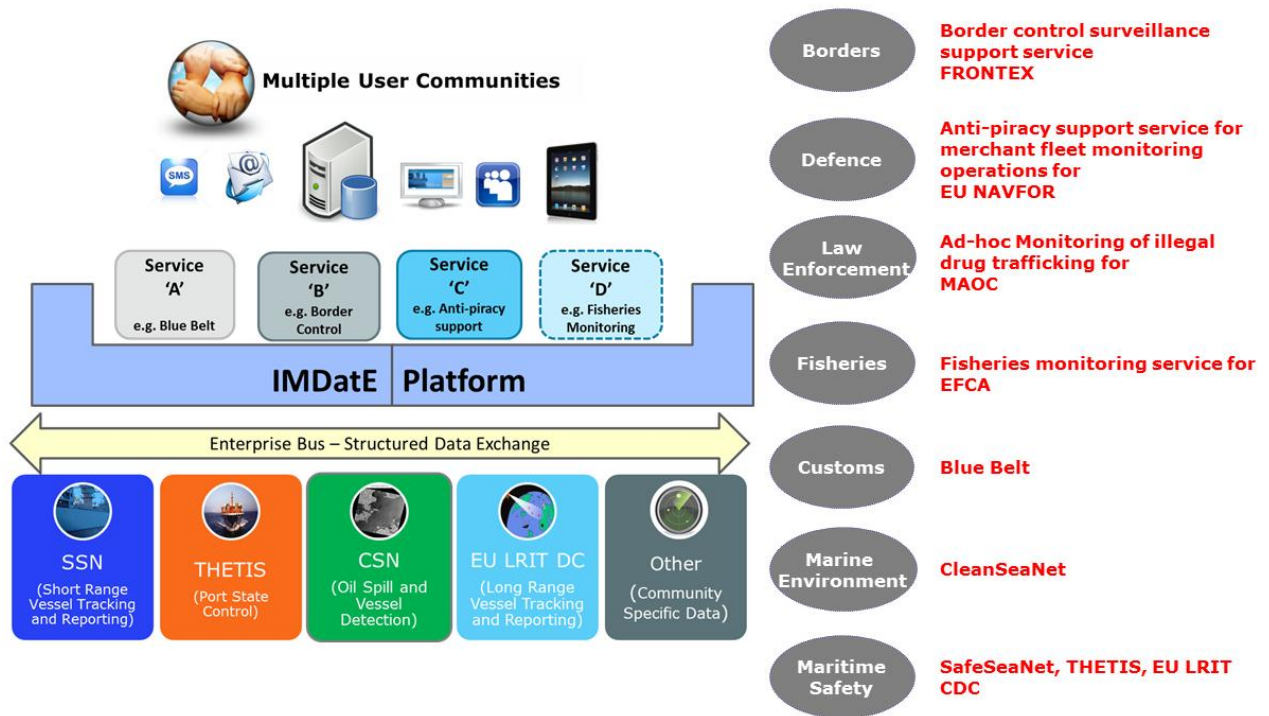 Multiple User Communities
SMS
@
Service
'A'
e.g. Blue Belt
Service
'B'
e.g. Border
Control
Service
'C'
e.g. Anti-piracy
support
Service
'D'
e.g. Fisheries
Monitoring
IMDatE Platform
Enterprise Bus – Structured Data Exchange
SSN
(Short Range
Vessel Tracking
and Reporting)
THETIS
(Port State
Control)
CSN
(Oil Spill and
Vessel
Detection)
EU LRIT DC
(Long Range
Vessel Tracking
and Reporting)
Other
(Community
Specific Data)
Borders
Border control surveillance
support service
FRONTEX
Defence
Anti-piracy support service for
merchant fleet monitoring
operations for
EU NAVFOR
Law
Enforcement
Ad-hoc Monitoring of illegal
drug trafficking for
MAOC
Fisheries
Fisheries monitoring service for
EFCA
Customs
Blue Belt
Marine
Environment
CleanSeaNet
Maritime
Safety
SafeSeaNet, THETIS, EU LRIT
CDC